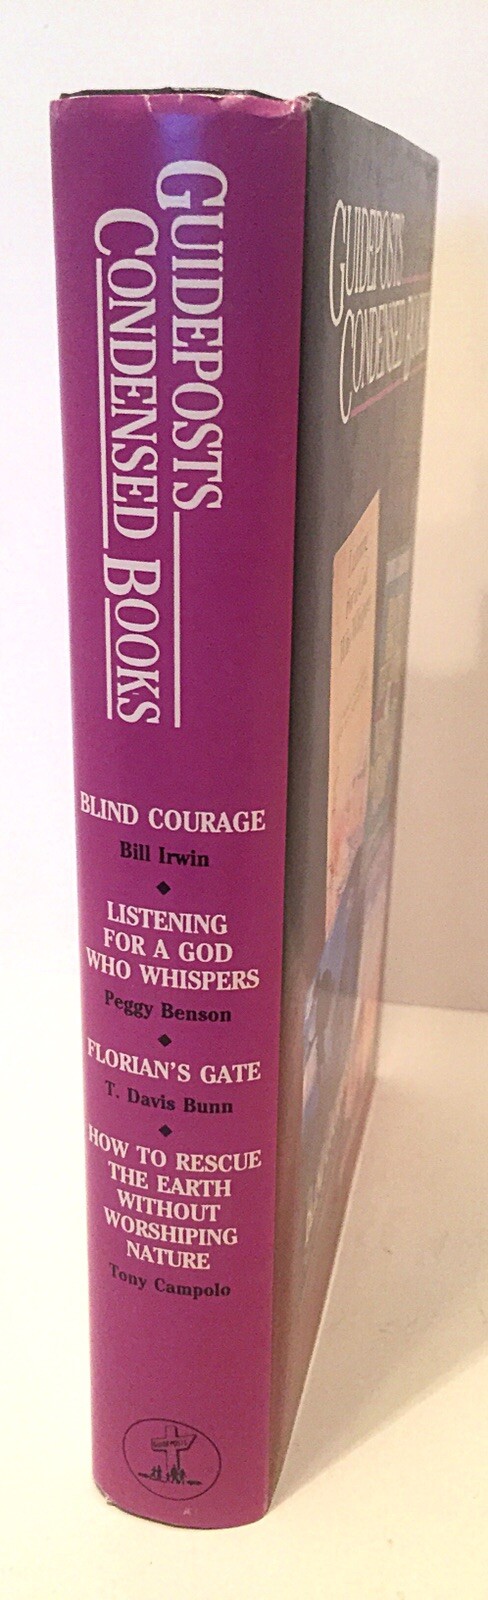 GUIDEPOSTS
CONDENSED BOOKS
BLIND COURAGE
Bill Irwin
LISTENING
FOR A GOD
WHO WHISPERS
Peggy Benson
FLORIAN'S GATE
T. Davis Bunn
HOW TO RESCUE
THE EARTH
WITHOUT
WORSHIPING
NATURE
Tony Campolo
GUIDEPOSTS
GUIDEPOSTS
CONDENSED